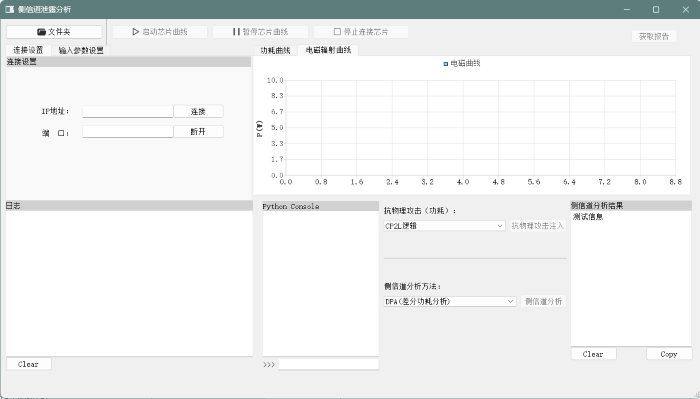 侧信道泄露分析
文件夹
启动芯片曲线
暂停芯片曲线
停止连接芯片
获取报告
连接设置
输入参数设置
功耗曲线
电磁辐射曲线
连接设置
IP地址:
连接
端 口:
断开
电磁曲线
P(W)
10.0
8.3
6.7
5.0
3.3
1.7
0.0
0.0 0.8 1.6 2.4 3.2 4.0 4.8 5.6 6.4 7.2 8.0 8.8
日志
Clear
Python Console
>>>
抗物理攻击（功耗）:
CP2L逻辑
抗物理攻击注入
侧信道分析方法:
DPA(差分功耗分析)
侧信道分析
侧信道分析结果
测试信息
Clear
Copy